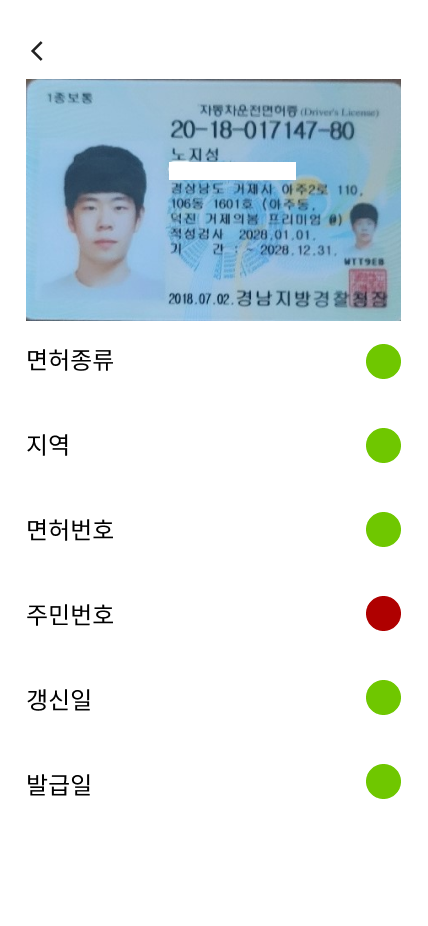 1종보통
자동차운전면허증 (Driver's License)
20-18-017147-80
노지성
경상남도 거제시 아주2로 110,
106동 1601호 (아주동,
덕진 거제의봄 프리미엄 @)
적성검사 2028.01.01.
기 간 : ~ 2028.12.31.
WTT9E8
2018.07.02. 경남지방경찰청장
면허종류
지역
면허번호
주민번호
갱신일
발급일